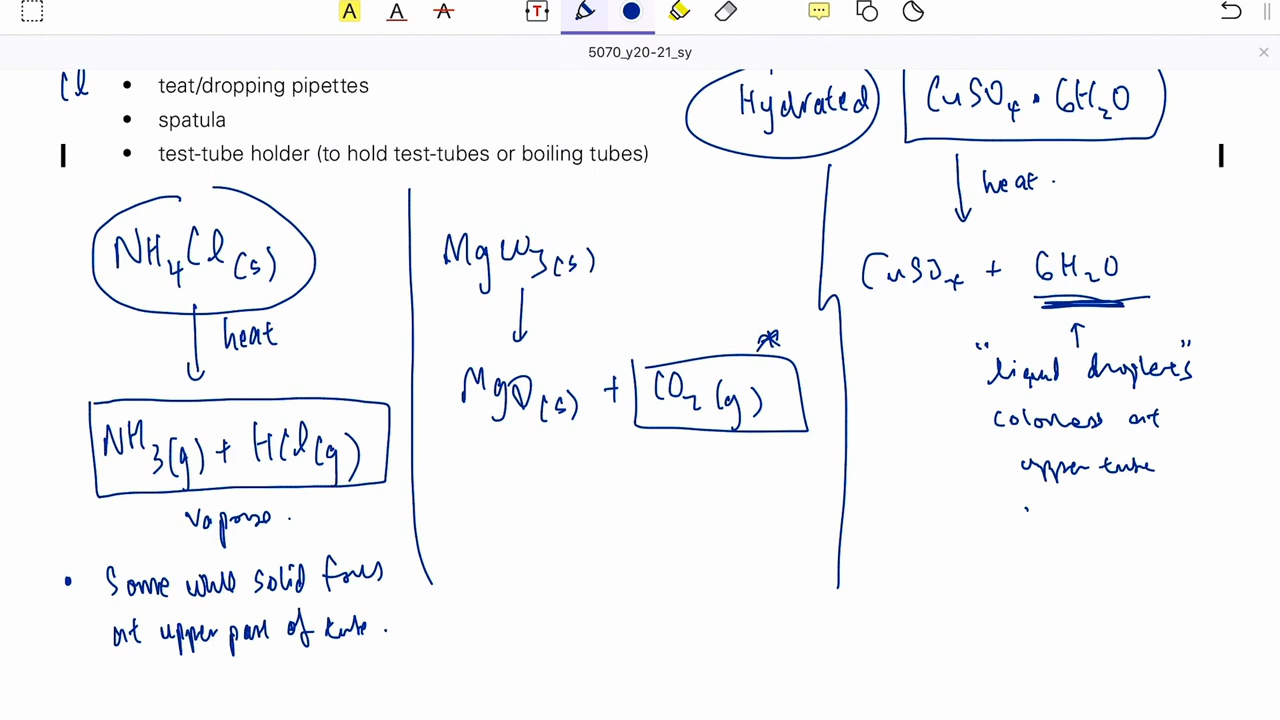 5070_y20-21_sy
Cl
• teat/dropping pipettes
• spatula
• test-tube holder (to hold test-tubes or boiling tubes)
Hydrated CuSO₄ • 6H₂O
heat.
CuSO₄ + 6H₂O
"liquid droplets"
colorless at
upper tube
NH₄Cl(s)
heat
NH₃(g) + HCl(g)
• Some solid forms
at upper part of tube.
MgCO₃(s)
MgO(s) + CO₂(g) *